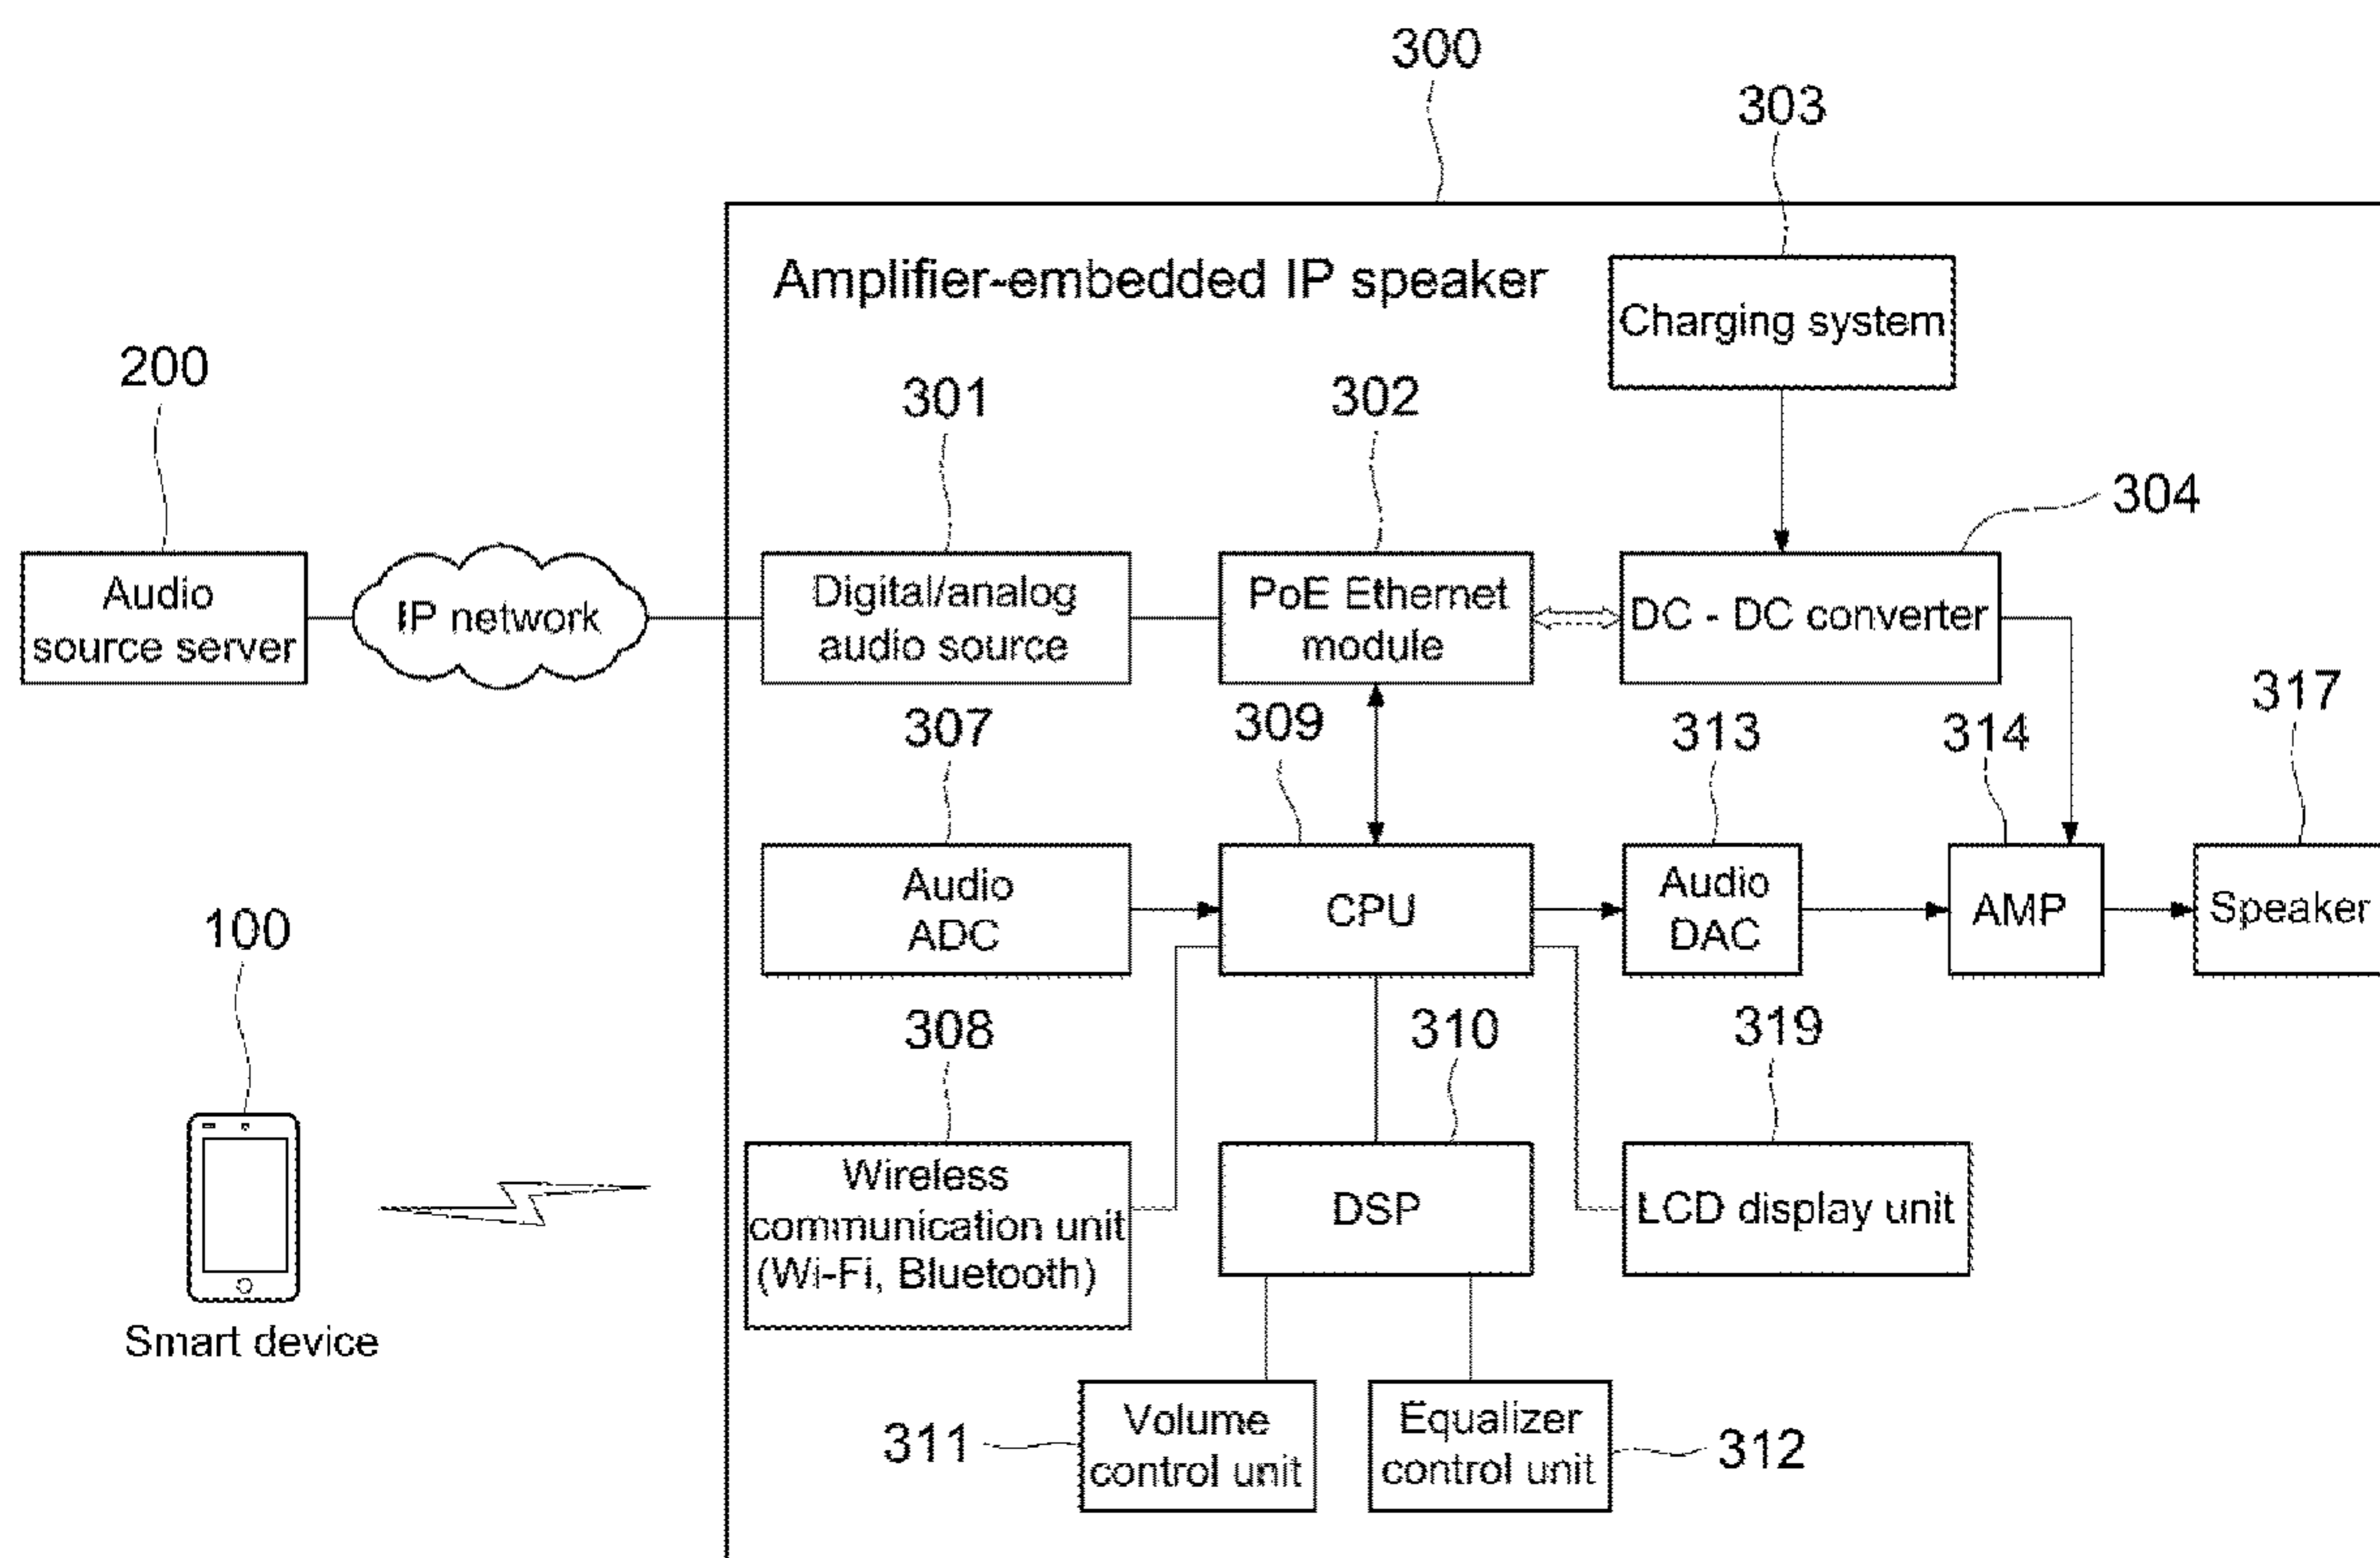 300
303
Amplifier-embedded IP speaker
Charging system
200
301
302
304
Audio
source server
IP network
Digital/analog
audio source
PoE Ethernet
module
DC - DC converter
307
309
313
314
317
Audio
ADC
CPU
Audio
DAC
AMP
Speaker
100
308
310
319
Wireless
communication unit
(Wi-Fi, Bluetooth)
DSP
LCD display unit
Smart device
311
Volume
control unit
Equalizer
control unit
312